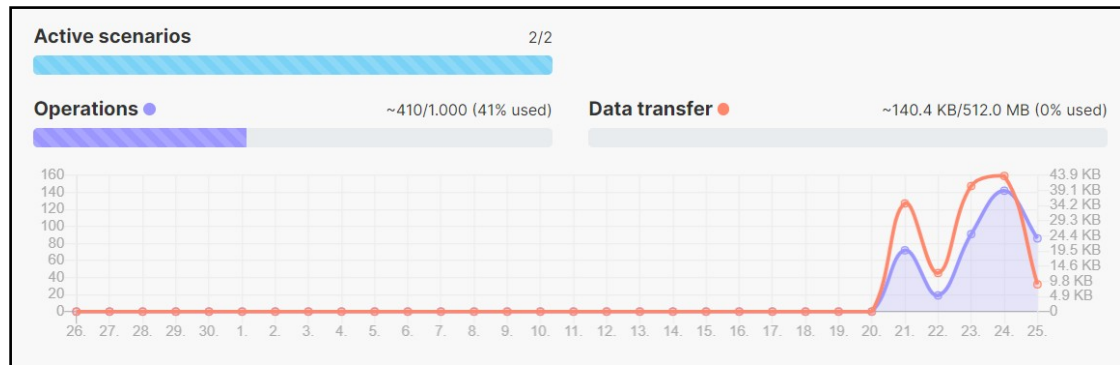 Active scenarios 2/2
Operations ~410/1.000 (41% used) Data transfer ~140.4 KB/512.0 MB (0% used)
160 43.9 KB
140 39.1 KB
120 34.2 KB
100 29.3 KB
80 24.4 KB
60 19.5 KB
40 14.6 KB
20 9.8 KB
0 4.9 KB
0
26. 27. 28. 29. 30. 1. 2. 3. 4. 5. 6. 7. 8. 9. 10. 11. 12. 13. 14. 15. 16. 17. 18. 19. 20. 21. 22. 23. 24. 25.